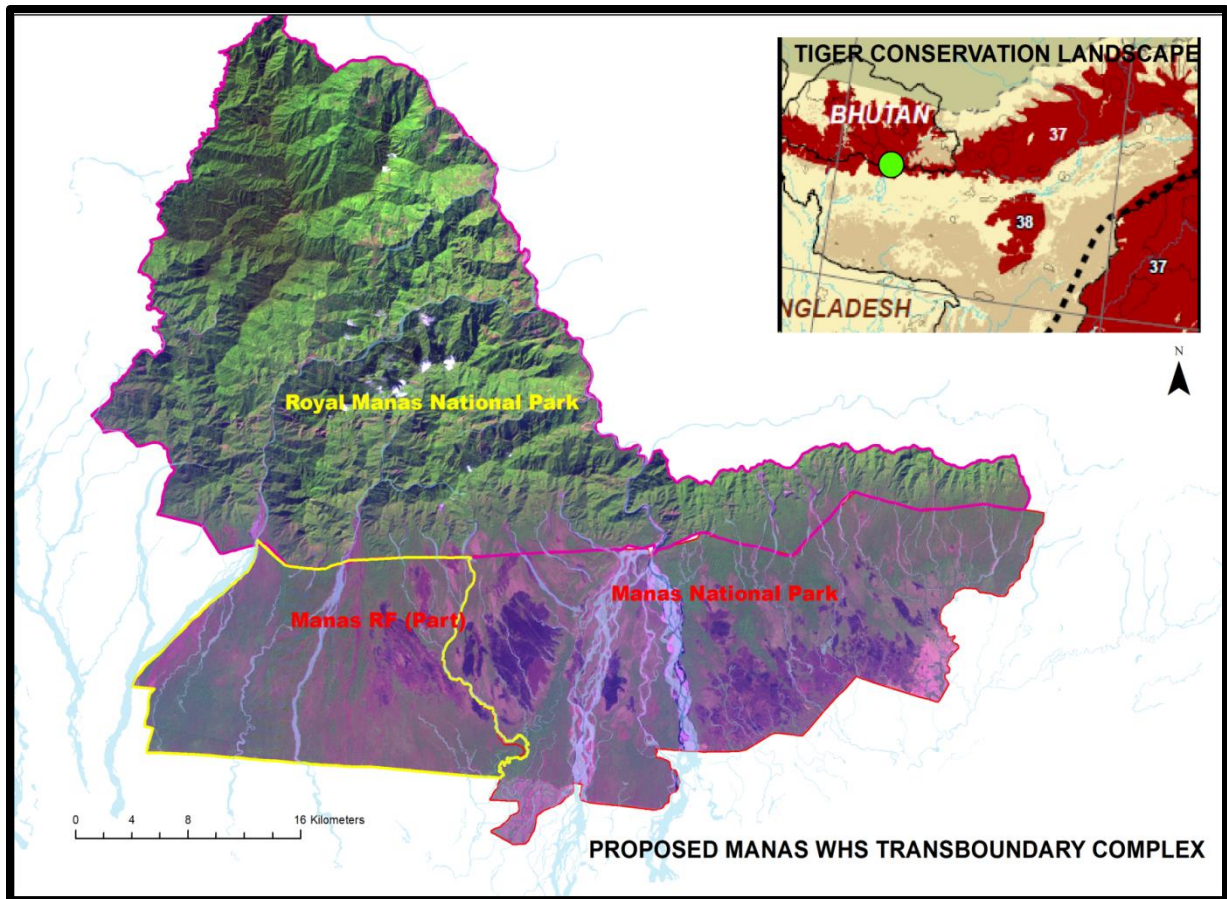 TIGER CONSERVATION LANDSCAPE
BHUTAN
37
38
37
NGLADESH
N
Royal Manas National Park
Manas National Park
Manas RF (Part)
0 4 8 16 Kilometers
PROPOSED MANAS WHS TRANSBOUNDARY COMPLEX